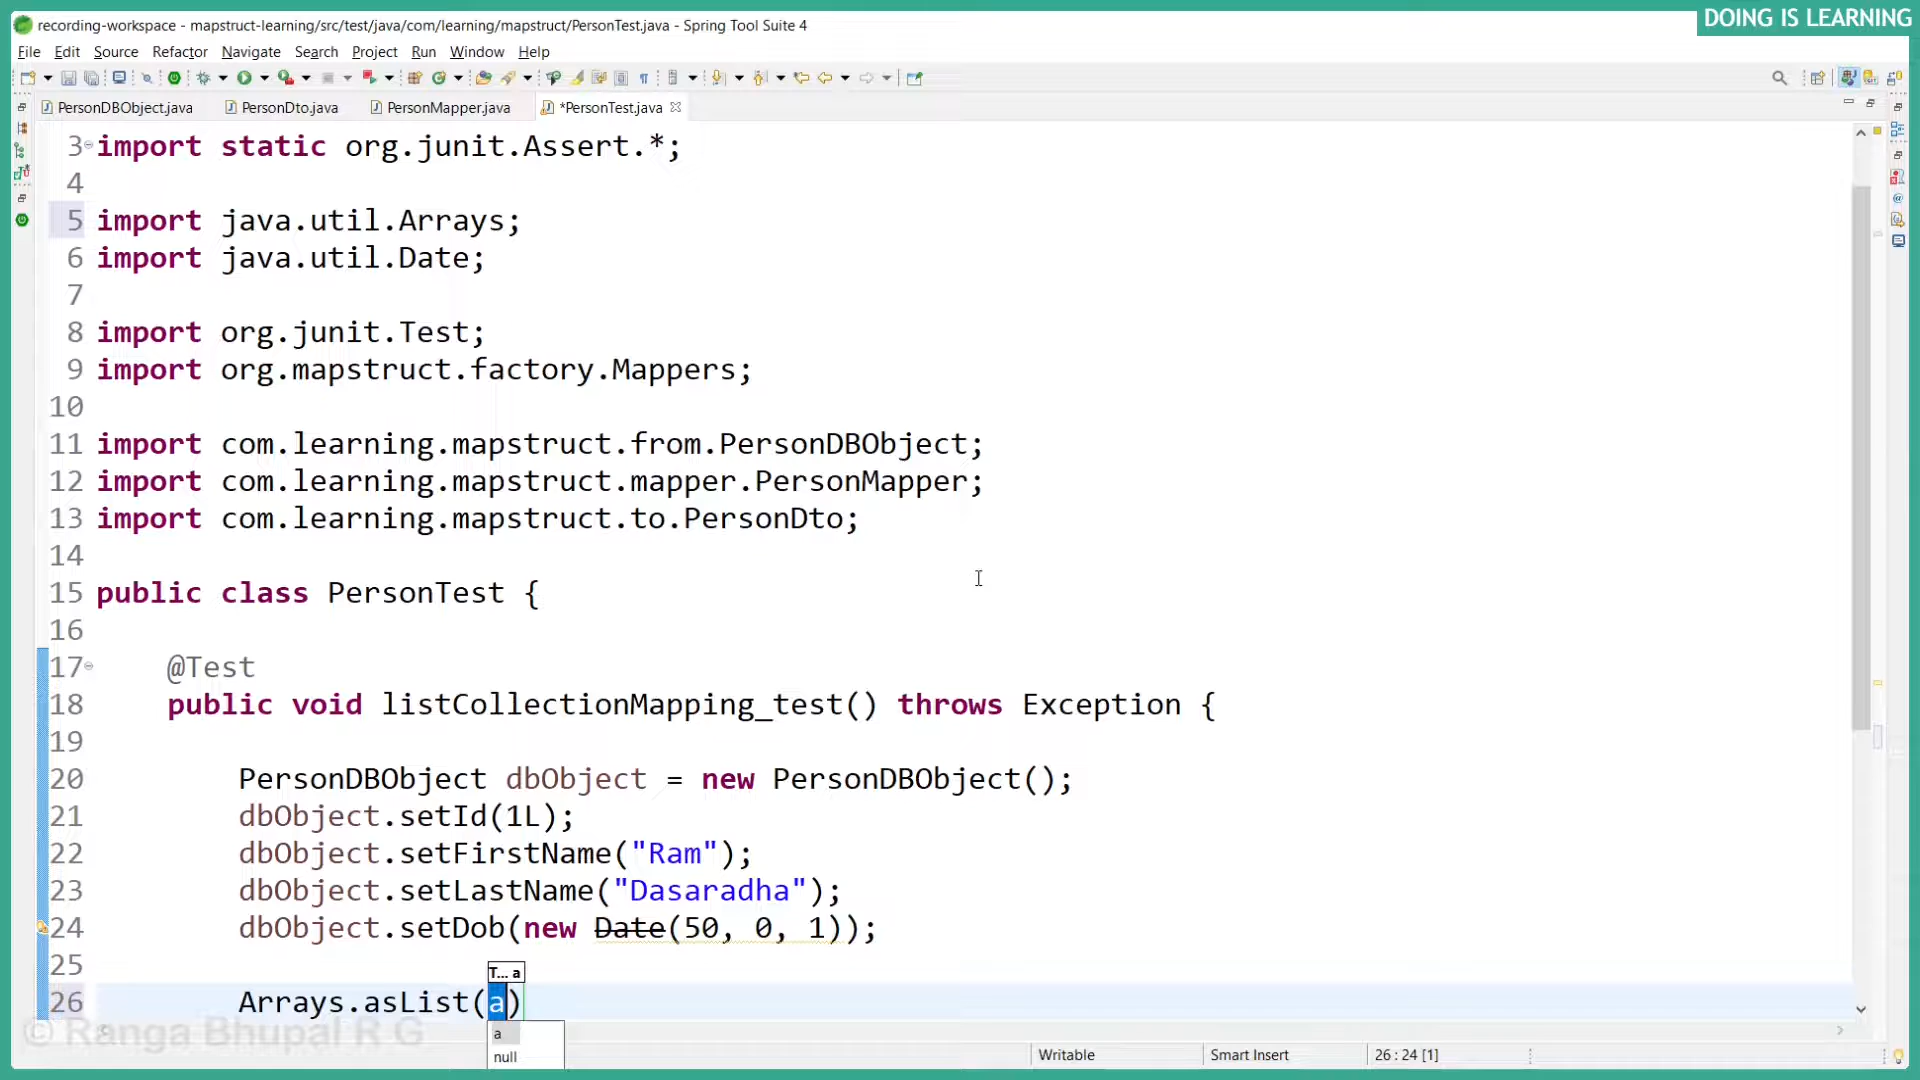 DOING IS LEARNING
recording-workspace - mapstruct-learning/src/test/java/com/learning/mapstruct/PersonTest.java - Spring Tool Suite 4
File Edit Source Refactor Navigate Search Project Run Window Help
PersonDBObject.java PersonDto.java PersonMapper.java *PersonTest.java
3 import static org.junit.Assert.*;
4
5 import java.util.Arrays;
6 import java.util.Date;
7
8 import org.junit.Test;
9 import org.mapstruct.factory.Mappers;
10
11 import com.learning.mapstruct.from.PersonDBObject;
12 import com.learning.mapstruct.mapper.PersonMapper;
13 import com.learning.mapstruct.to.PersonDto;
14
15 public class PersonTest {
16
17 @Test
18 public void listCollectionMapping_test() throws Exception {
19
20 PersonDBObject dbObject = new PersonDBObject();
21 dbObject.setId(1L);
22 dbObject.setFirstName("Ram");
23 dbObject.setLastName("Dasaradha");
24 dbObject.setDob(new Date(50, 0, 1));
25
T... a
26 Arrays.asList(a)
a
null
© Ranga Bhupal R G
Writable Smart Insert 26 : 24 [1]